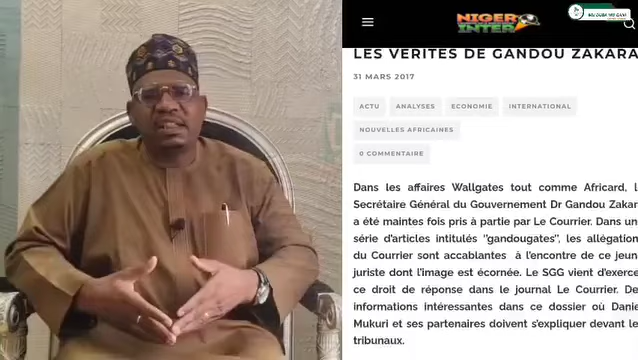 NIGER
INTER
LES VERITES DE GANDOU ZAKARA
31 MARS 2017
ACTU
ANALYSES
ECONOMIE
INTERNATIONAL
NOUVELLES AFRICAINES
0 COMMENTAIRE
Dans les affaires Wallgates tout comme Africard, l
Secrétaire Général du Gouvernement Dr Gandou Zakar
a été maintes fois pris à partie par Le Courrier. Dans un
série d'articles intitulés ''gandougates'', les allégation
du Courrier sont accablantes à l'encontre de ce jeun
juriste dont l'image est écornée. Le SGG vient d'exerce
ce droit de réponse dans le journal Le Courrier. De
informations intéressantes dans ce dossier où Danie
Mukuri et ses partenaires doivent s'expliquer devant le
tribunaux.